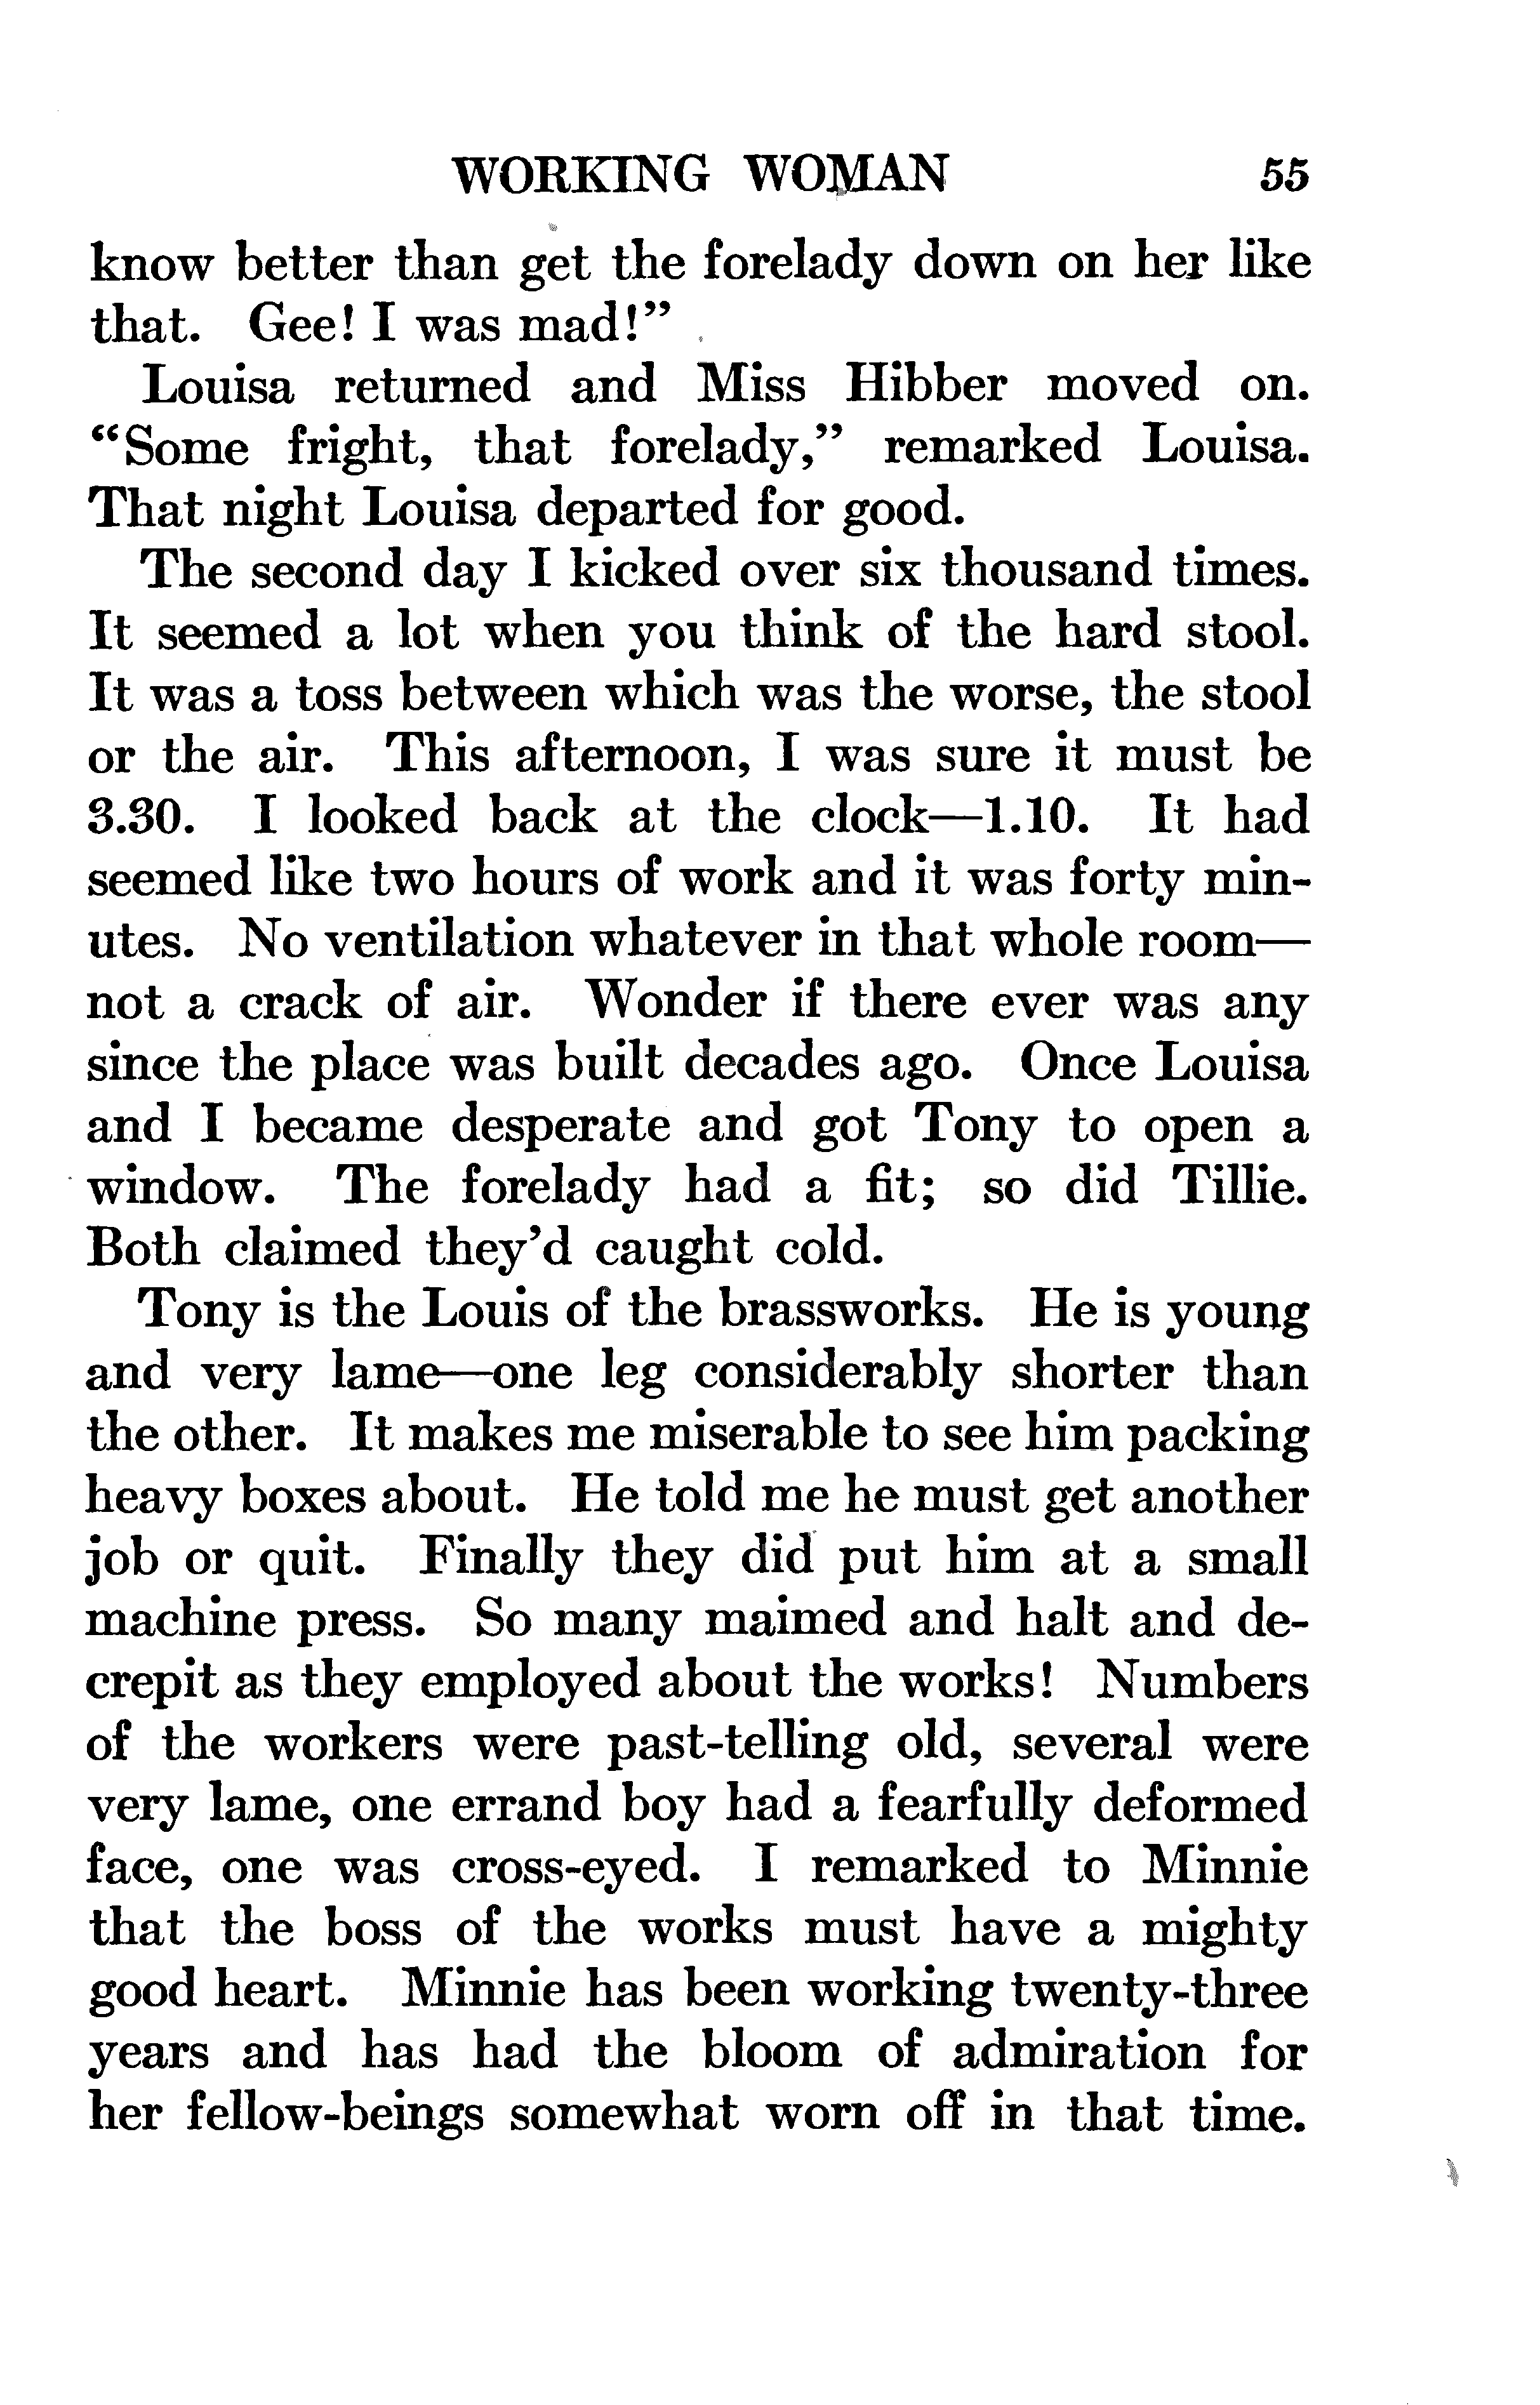 WORKING WOMAN 55
know better than get the forelady down on her like
that. Gee! I was mad!”
Louisa returned and Miss Hibber moved on.
“Some fright, that forelady,” remarked Louisa.
That night Louisa departed for good.
The second day I kicked over six thousand times.
It seemed a lot when you think of the hard stool.
It was a toss between which was the worse, the stool
or the air. This afternoon, I was sure it must be
3.30. I looked back at the clock—1.10. It had
seemed like two hours of work and it was forty min-
utes. No ventilation whatever in that whole room—
not a crack of air. Wonder if there ever was any
since the place was built decades ago. Once Louisa
and I became desperate and got Tony to open a
window. The forelady had a fit; so did Tillie.
Both claimed they’d caught cold.
Tony is the Louis of the brassworks. He is young
and very lame—one leg considerably shorter than
the other. It makes me miserable to see him packing
heavy boxes about. He told me he must get another
job or quit. Finally they did put him at a small
machine press. So many maimed and halt and de-
crepit as they employed about the works! Numbers
of the workers were past-telling old, several were
very lame, one errand boy had a fearfully deformed
face, one was cross-eyed. I remarked to Minnie
that the boss of the works must have a mighty
good heart. Minnie has been working twenty-three
years and has had the bloom of admiration for
her fellow-beings somewhat worn off in that time.